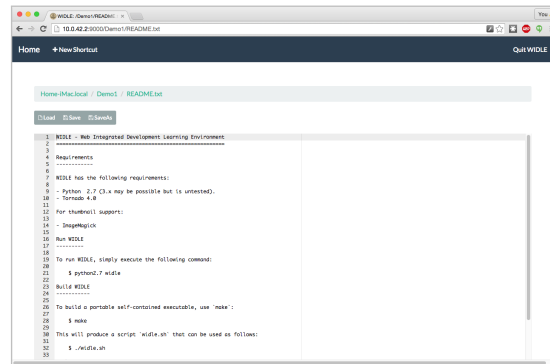 WIDLE: /Demo1/README
You
10.0.42.2:9000/Demo1/README.txt
Home + New Shortcut Quit WIDLE
Home-iMac.local / Demo1 / README.txt
Load Save SaveAs
1 WIDLE - Web Integrated Development Learning Environment
2 =======================================================
3
4 Requirements
5 ------------
6
7 WIDLE has the following requirements:
8
9 - Python 2.7 (3.x may be possible but is untested).
10 - Tornado 4.0
11
12 For thumbnail support:
13
14 - ImageMagick
15
16 Run WIDLE
17 ---------
18
19 To run WIDLE, simply execute the following command:
20
21 $ python2.7 widle
22
23 Build WIDLE
24 -----------
25
26 To build a portable self-contained executable, use `make`:
27
28 $ make
29
30 This will produce a script `widle.sh` that can be used as follows:
31
32 $ ./widle.sh
33